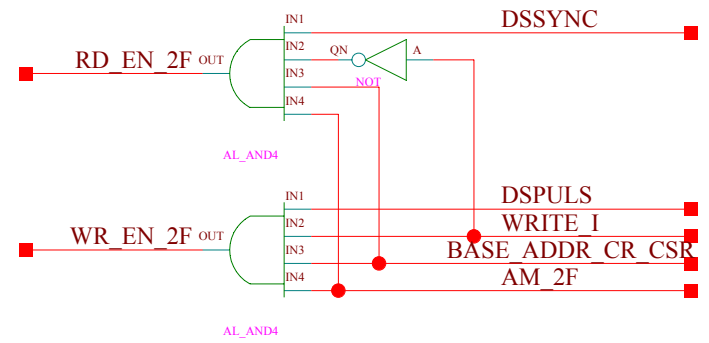 IN1 DSSYNC
RD_EN_2F OUT IN2 QN A
IN3 NOT
IN4
AL_AND4
IN1 DSPULS
WR_EN_2F OUT IN2 WRITE_I
IN3 BASE_ADDR_CR_CSR
IN4 AM_2F
AL_AND4